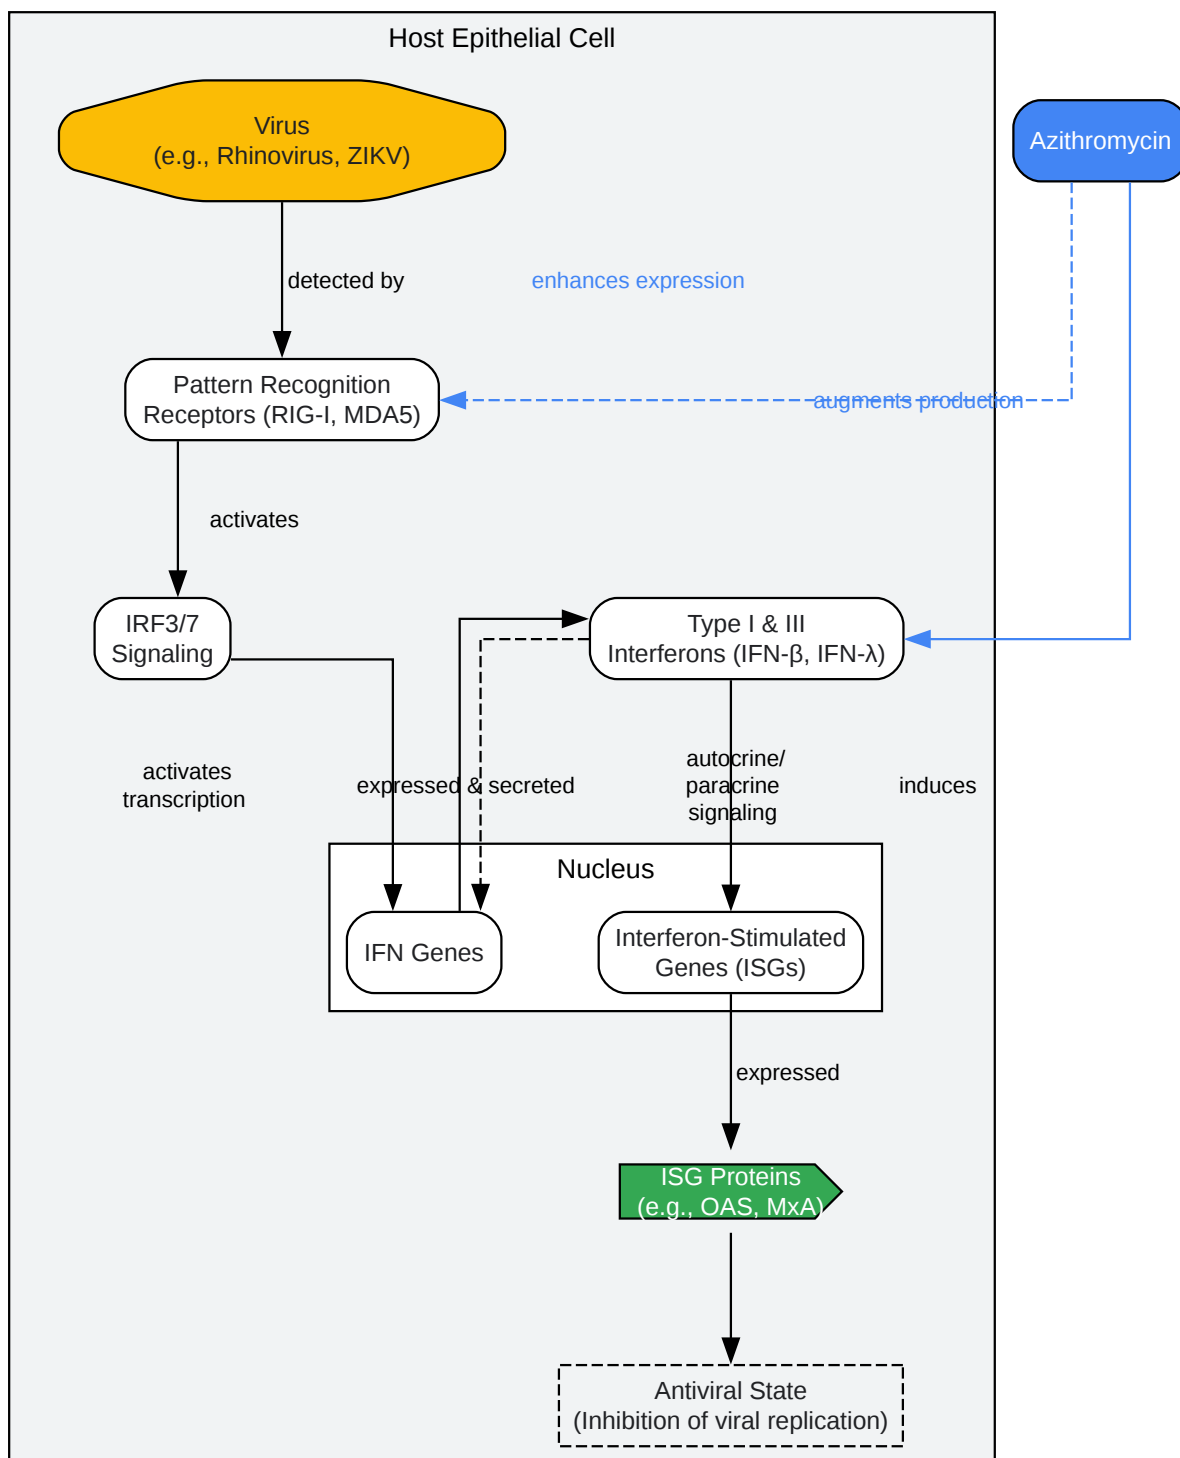 Host Epithelial Cell
Virus
(e.g., Rhinovirus, ZIKV)
Azithromycin
detected by
enhances expression
Pattern Recognition
Receptors (RIG-I, MDA5)
augments production
activates
IRF3/7
Signaling
Type I & III
Interferons (IFN-β, IFN-λ)
activates
transcription
expressed & secreted
autocrine/
paracrine
signaling
induces
Nucleus
IFN Genes
Interferon-Stimulated
Genes (ISGs)
expressed
ISG Proteins
(e.g., OAS, MxA)
Antiviral State
(Inhibition of viral replication)